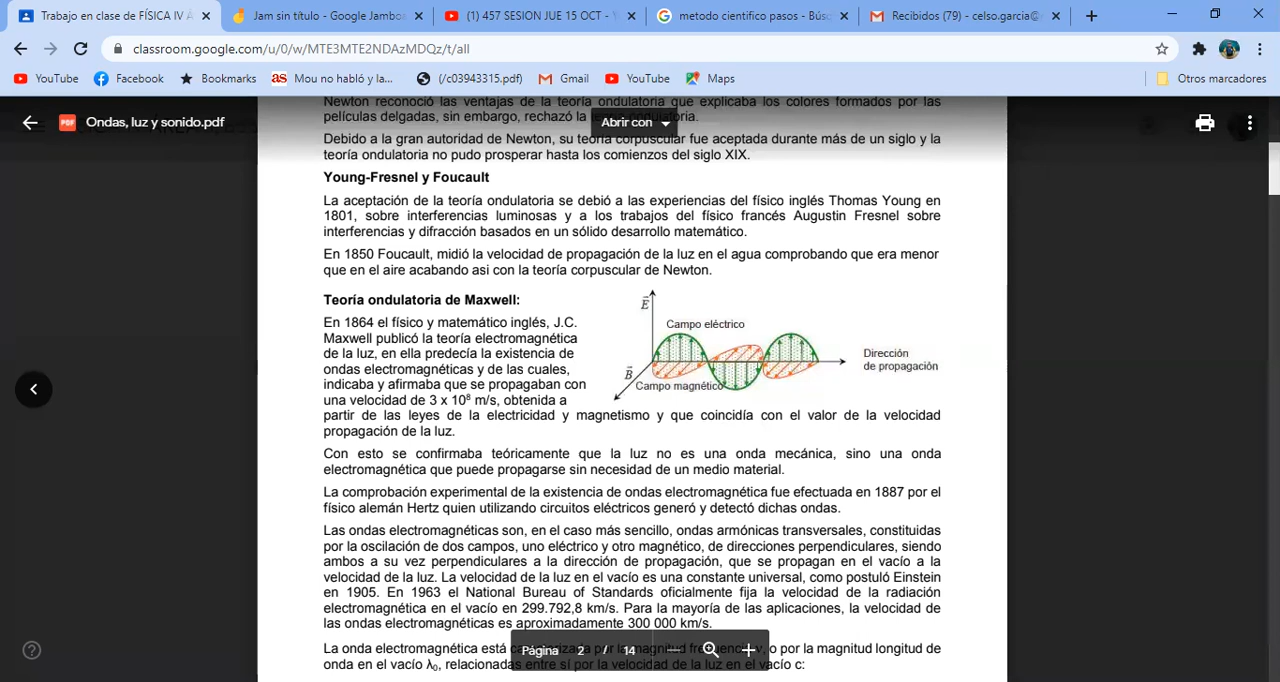 Trabajo en clase de FÍSICA IV Á
Jam sin título - Google Jamboa
(1) 457 SESION JUE 15 OCT - Yo
metodo cientifico pasos - Búsq
Recibidos (79) - celso.garcia@e
classroom.google.com/u/0/w/MTE3MTE2NDAzMDQz/t/all
YouTube
Facebook
Bookmarks
Mou no habló y la...
(/c03943315.pdf)
Gmail
YouTube
Maps
Otros marcadores
PDF
Ondas, luz y sonido.pdf
Abrir con
Newton reconoció las ventajas de la teoría ondulatoria que explicaba los colores formados por las
películas delgadas, sin embargo, rechazó la teoría ondulatoria.
Debido a la gran autoridad de Newton, su teoría corpuscular fue aceptada durante más de un siglo y la
teoría ondulatoria no pudo prosperar hasta los comienzos del siglo XIX.
Young-Fresnel y Foucault
La aceptación de la teoría ondulatoria se debió a las experiencias del físico inglés Thomas Young en
1801, sobre interferencias luminosas y a los trabajos del físico francés Augustin Fresnel sobre
interferencias y difracción basados en un sólido desarrollo matemático.
En 1850 Foucault, midió la velocidad de propagación de la luz en el agua comprobando que era menor
que en el aire acabando asi con la teoría corpuscular de Newton.
Teoría ondulatoria de Maxwell:
En 1864 el físico y matemático inglés, J.C.
Maxwell publicó la teoría electromagnética
de la luz, en ella predecía la existencia de
ondas electromagnéticas y de las cuales,
indicaba y afirmaba que se propagaban con
una velocidad de 3 x 10⁸ m/s, obtenida a
partir de las leyes de la electricidad y magnetismo y que coincidía con el valor de la velocidad
propagación de la luz.
E
Campo eléctrico
B
Campo magnético
Dirección
de propagación
Con esto se confirmaba teóricamente que la luz no es una onda mecánica, sino una onda
electromagnética que puede propagarse sin necesidad de un medio material.
La comprobación experimental de la existencia de ondas electromagnética fue efectuada en 1887 por el
físico alemán Hertz quien utilizando circuitos eléctricos generó y detectó dichas ondas.
Las ondas electromagnéticas son, en el caso más sencillo, ondas armónicas transversales, constituidas
por la oscilación de dos campos, uno eléctrico y otro magnético, de direcciones perpendiculares, siendo
ambos a su vez perpendiculares a la dirección de propagación, que se propagan en el vacío a la
velocidad de la luz. La velocidad de la luz en el vacío es una constante universal, como postuló Einstein
en 1905. En 1963 el National Bureau of Standards oficialmente fija la velocidad de la radiación
electromagnética en el vacío en 299.792,8 km/s. Para la mayoría de las aplicaciones, la velocidad de
las ondas electromagnéticas es aproximadamente 300 000 km/s.
La onda electromagnética está caracterizada por la magnitud frecuencia ν, o por la magnitud longitud de
onda en el vacío λ₀, relacionadas entre sí por la velocidad de la luz en el vacío c:
Página 2 / 14